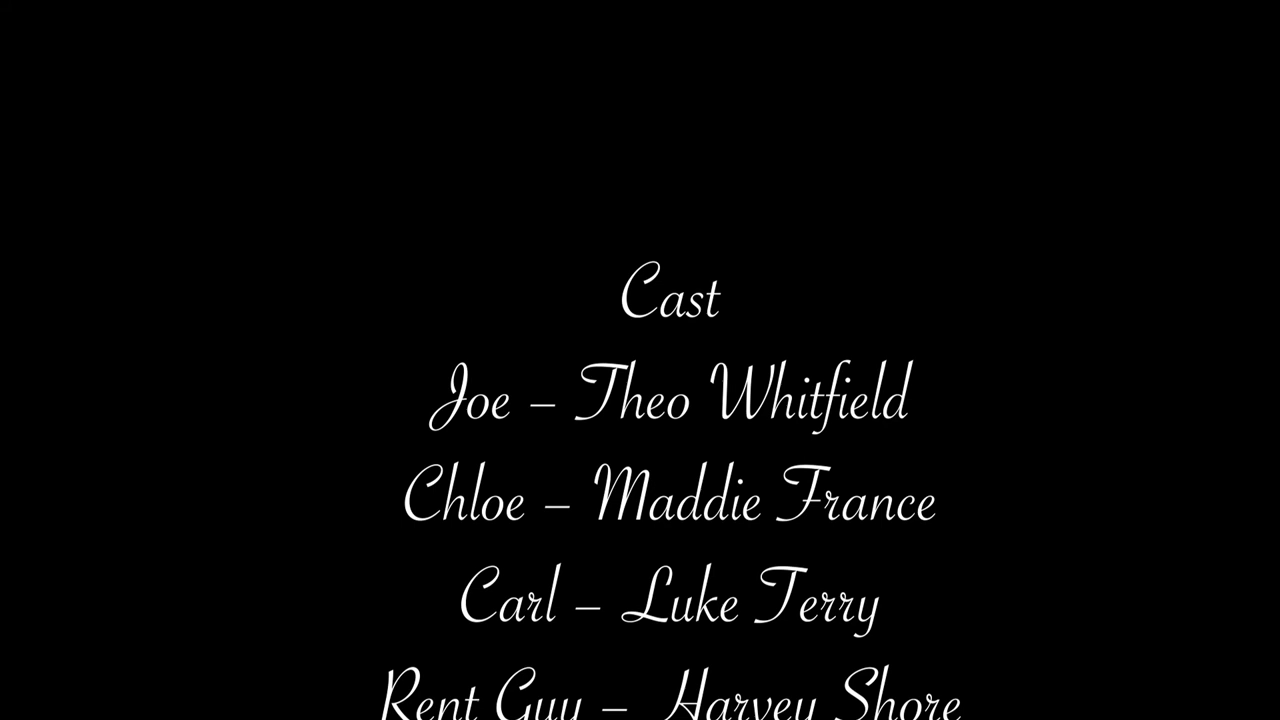 Cast
Joe – Theo Whitfield
Chloe – Maddie France
Carl – Luke Terry
Rent Guy – Harvey Shore